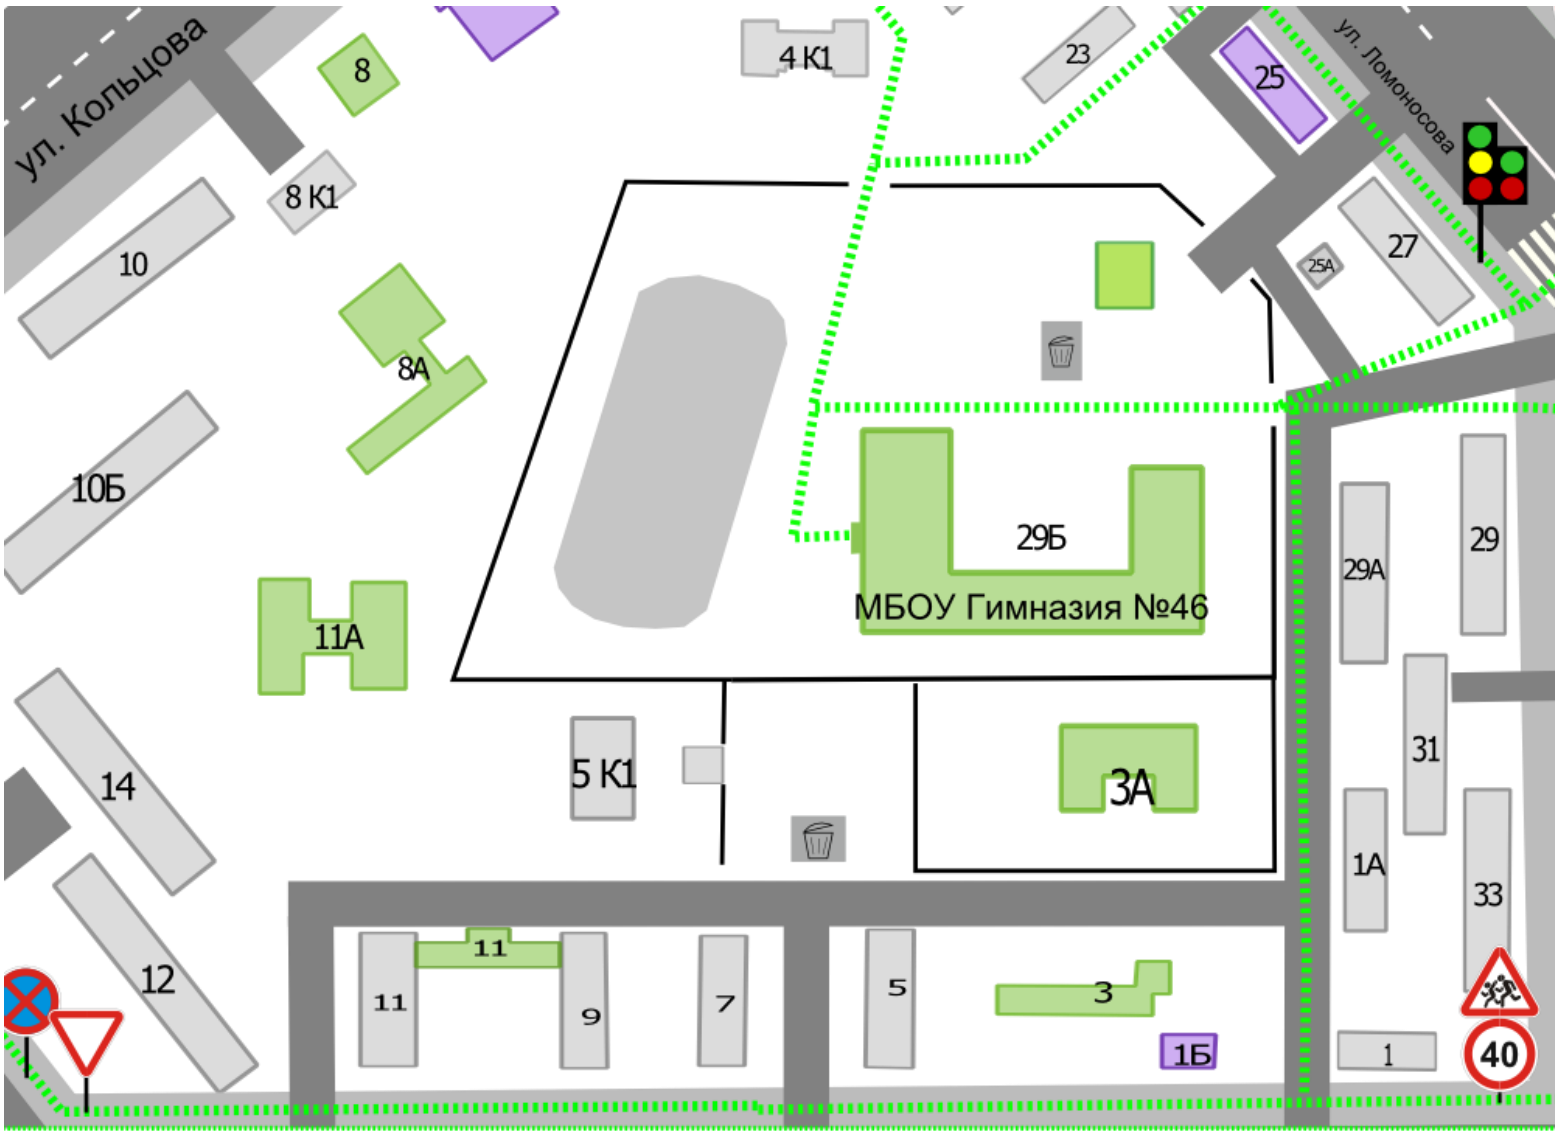 ул. Кольцова
8
4 К1
23
25
ул. Ломоносова
8 К1
10
27
25А
8А
10Б
29Б
29А
29
МБОУ Гимназия №46
11А
5 К1
3А
31
14
1А
33
12
11
11
9
7
5
3
1Б
1
40